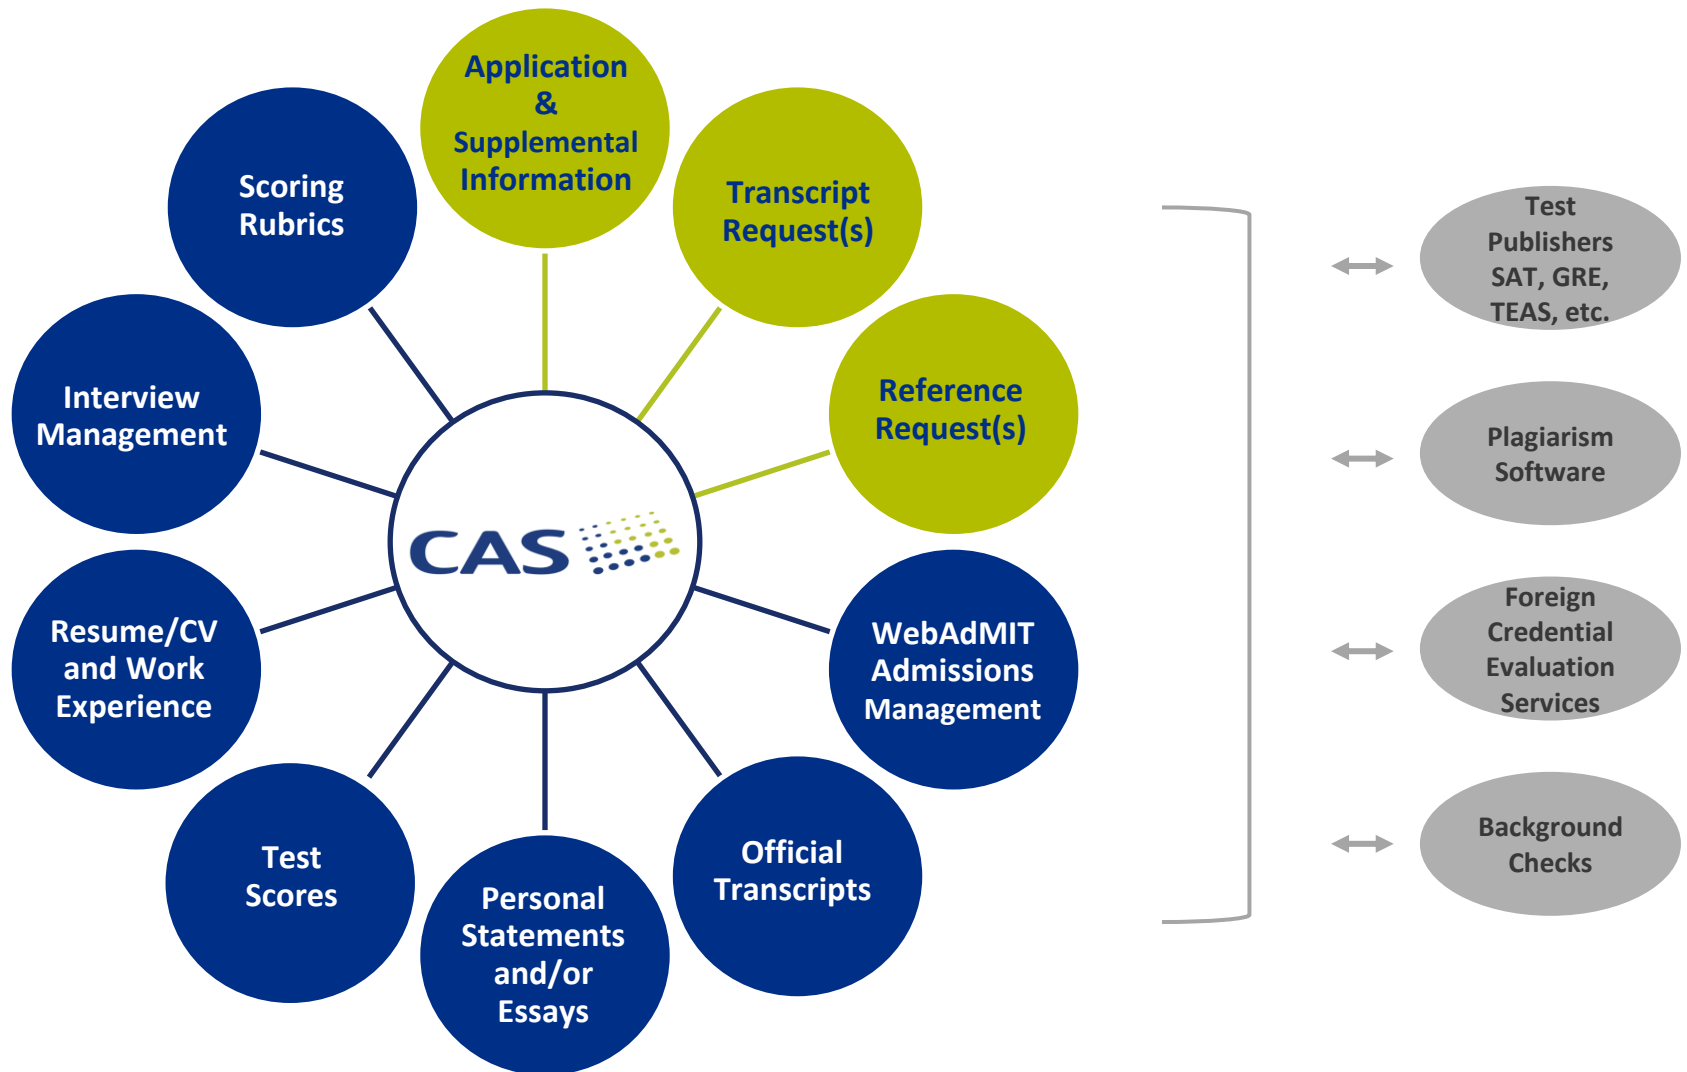 Application
&
Supplemental
Information
Transcript
Request(s)
Reference
Request(s)
WebAdMIT
Admissions
Management
Official
Transcripts
Personal
Statements
and/or
Essays
Test
Scores
Resume/CV
and Work
Experience
Interview
Management
Scoring
Rubrics
CAS
Test
Publishers
SAT, GRE,
TEAS, etc.
Plagiarism
Software
Foreign
Credential
Evaluation
Services
Background
Checks